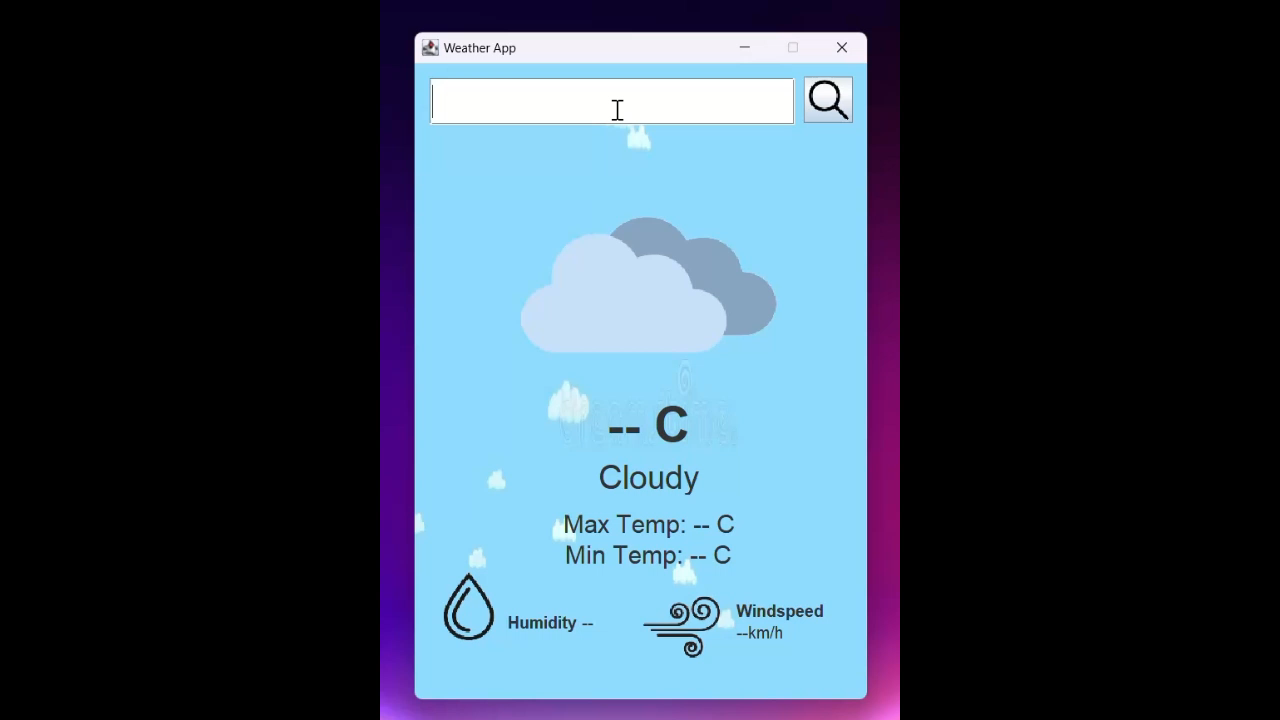 Weather App
-- C
Cloudy
Max Temp: -- C
Min Temp: -- C
Humidity --
Windspeed
--km/h